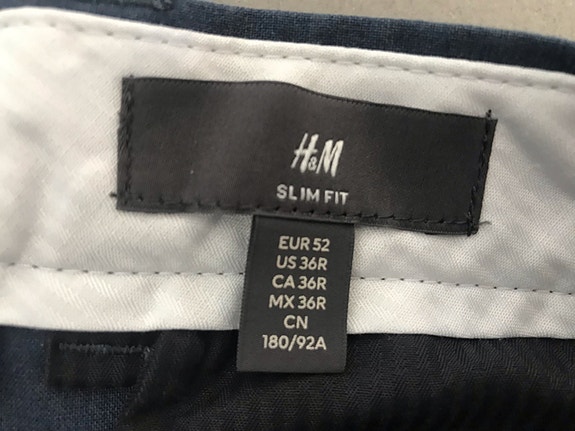 H&M
SLIM FIT
EUR 52
US 36R
CA 36R
MX 36R
CN
180/92A